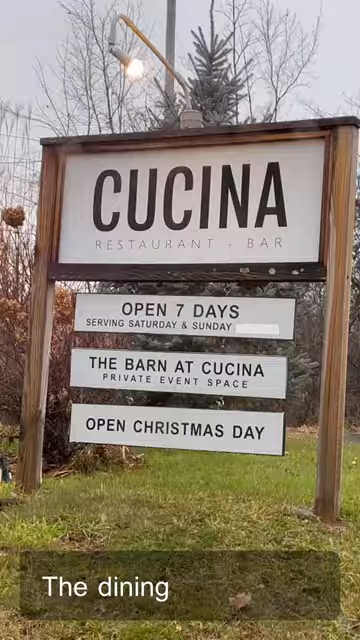 CUCINA
RESTAURANT - BAR
OPEN 7 DAYS
SERVING SATURDAY & SUNDAY
THE BARN AT CUCINA
PRIVATE EVENT SPACE
OPEN CHRISTMAS DAY
The dining